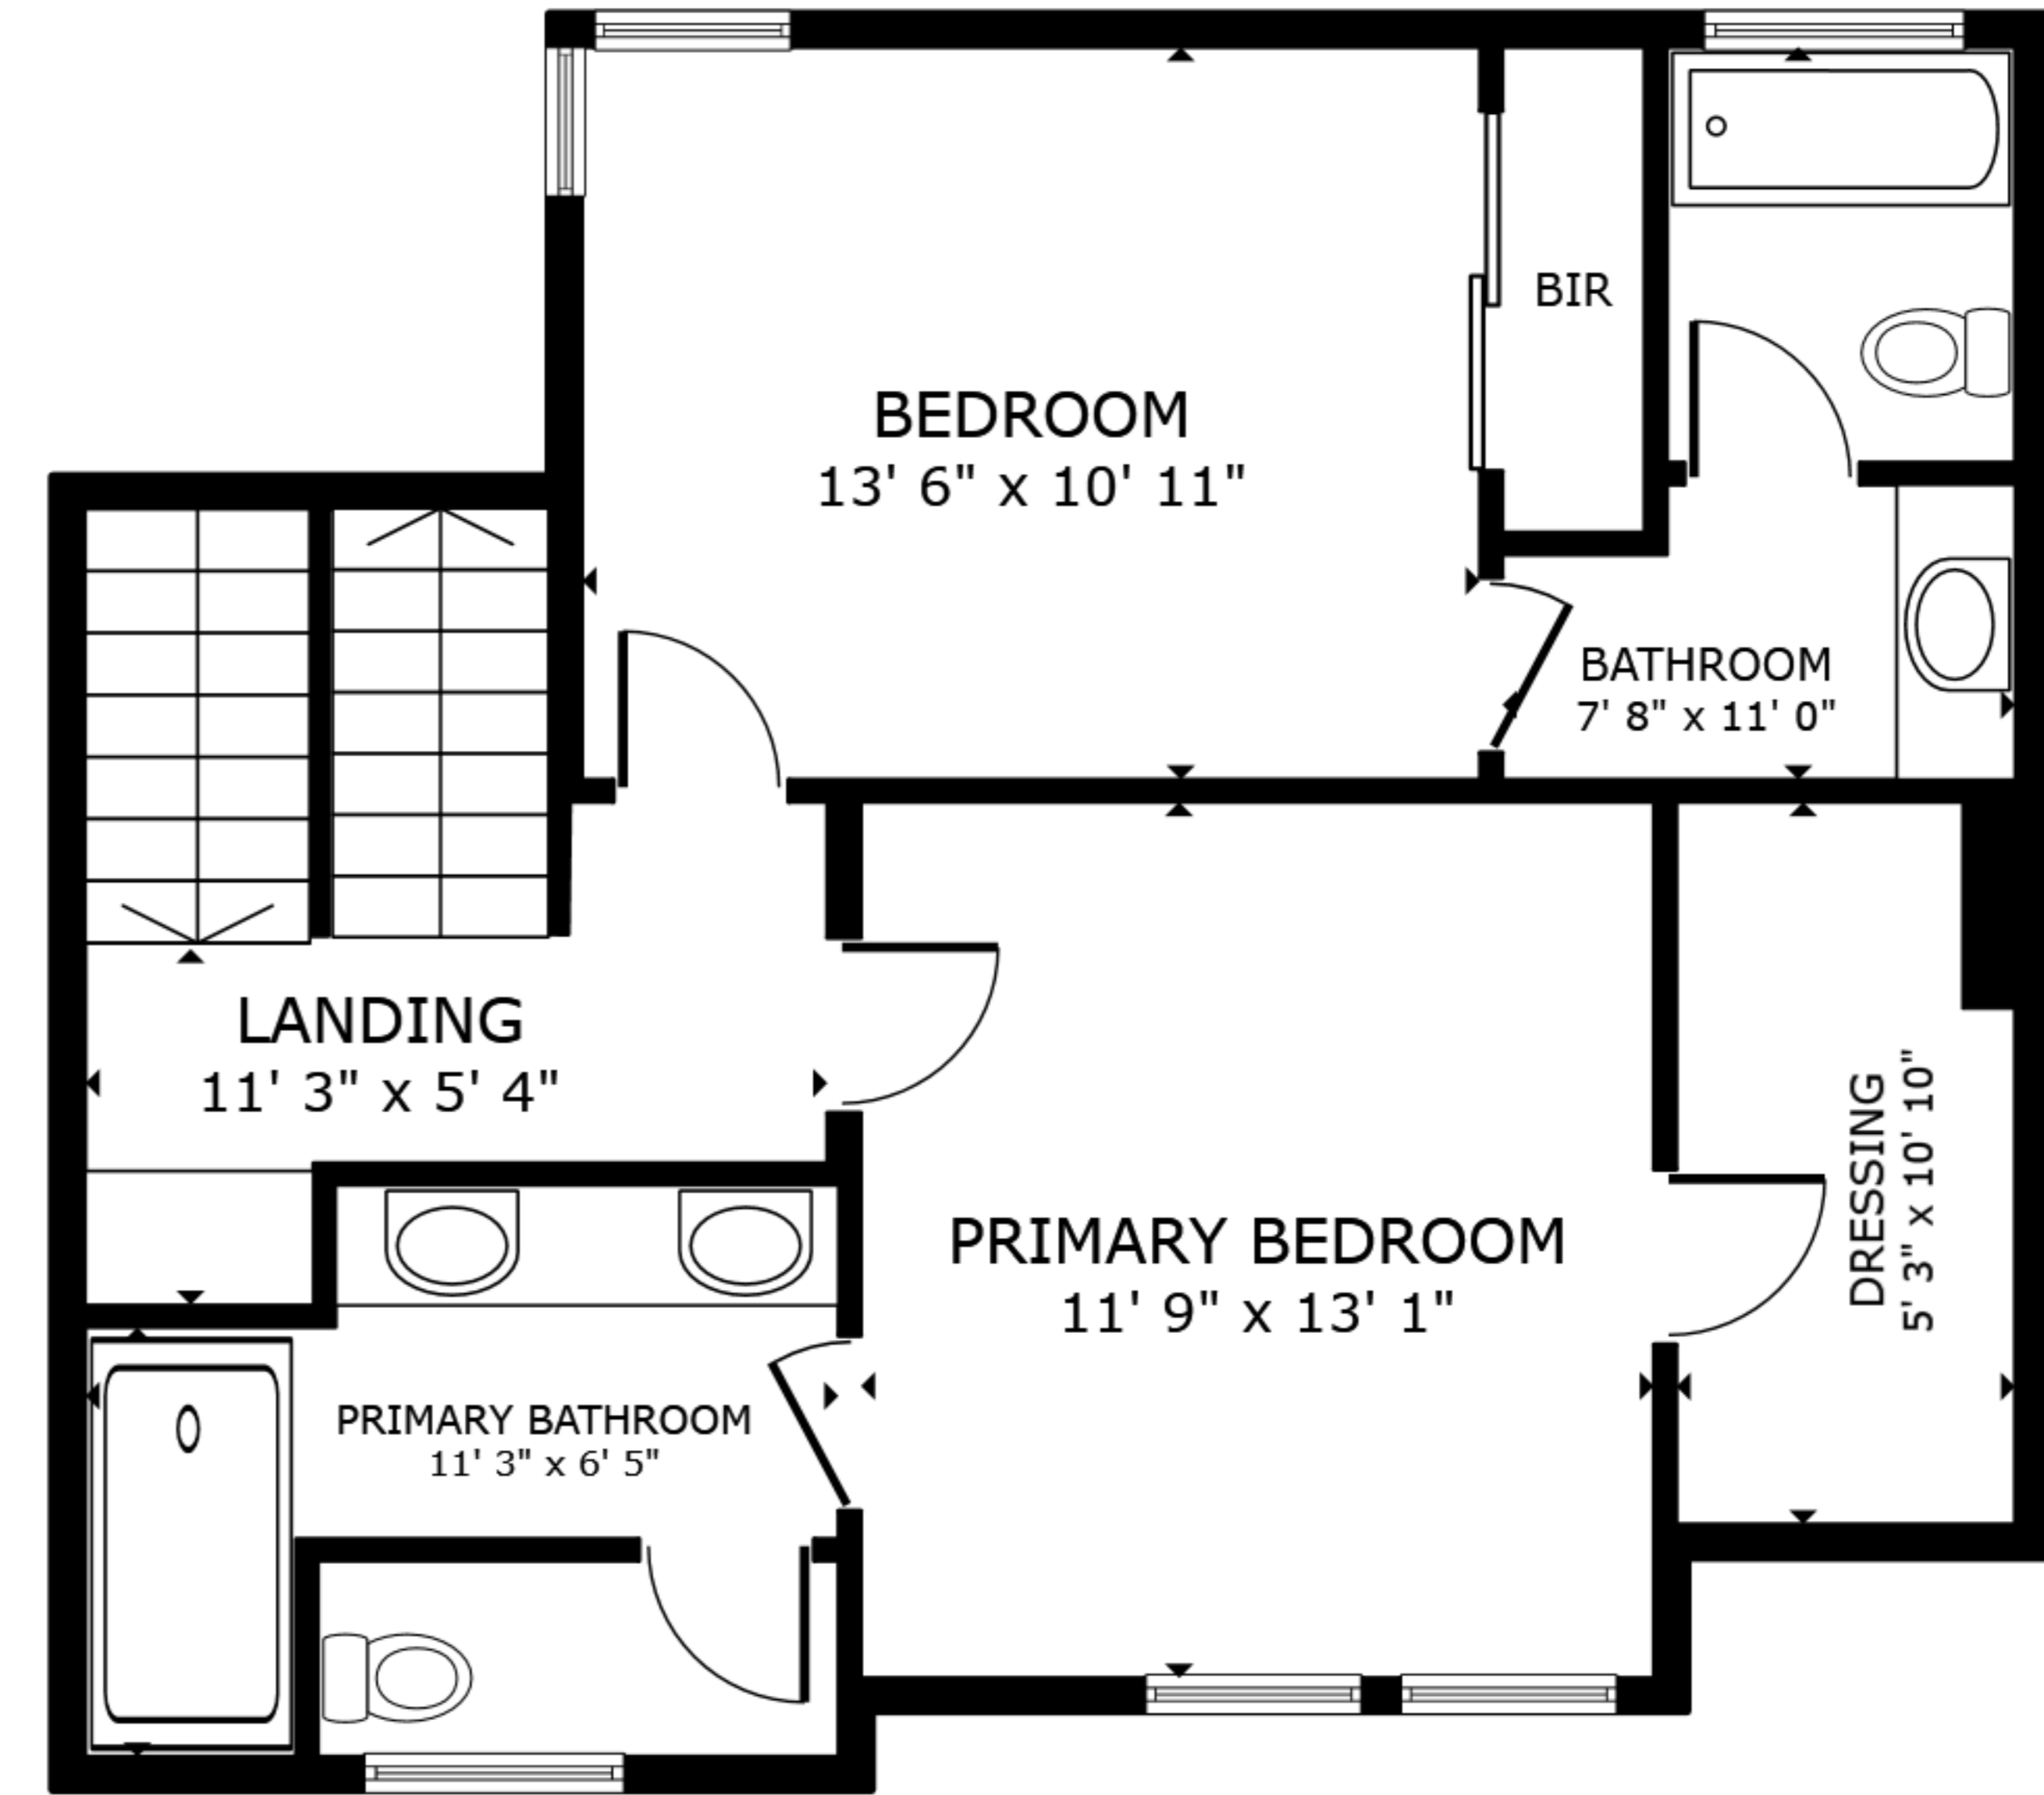 BIR
BEDROOM
13' 6" x 10' 11"
BATHROOM
7' 8" x 11' 0"
LANDING
11' 3" x 5' 4"
DRESSING
5' 3" x 10' 10"
PRIMARY BEDROOM
11' 9" x 13' 1"
PRIMARY BATHROOM
11' 3" x 6' 5"